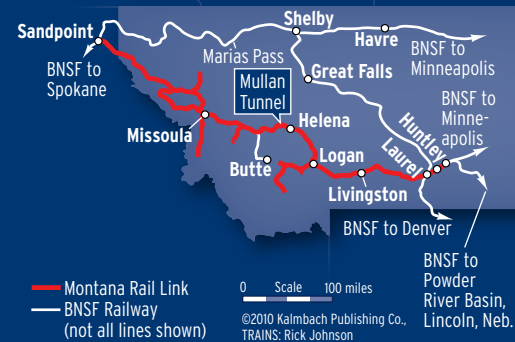 Shelby
Sandpoint
Havre
BNSF to
Minneapolis
Marias Pass
BNSF to
Spokane
Great Falls
Mullan
Tunnel
BNSF to
Minne-
apolis
Huntley
Helena
Missoula
Laurel
Logan
Butte
Livingston
BNSF to Denver
BNSF to
Powder
River Basin,
Lincoln, Neb.
Montana Rail Link
BNSF Railway
(not all lines shown)
0 Scale 100 miles
©2010 Kalmbach Publishing Co.,
TRAINS: Rick Johnson